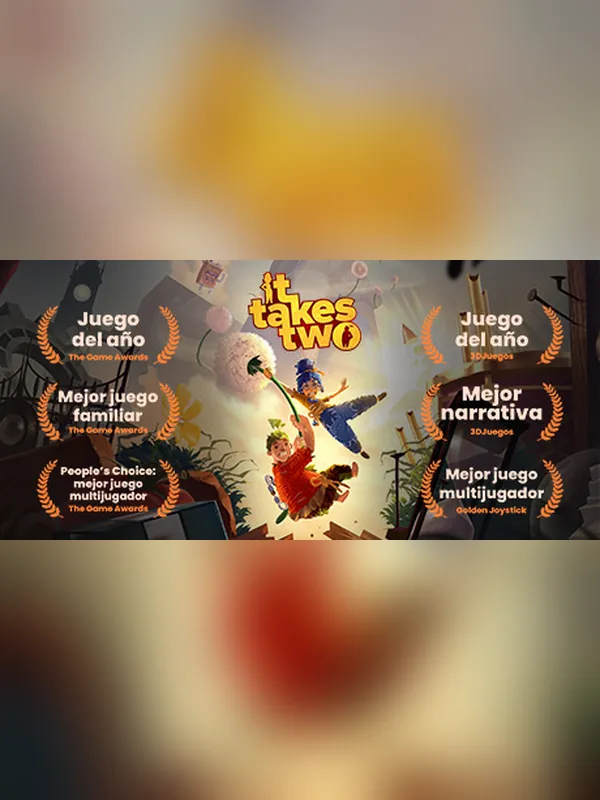 it
takes
two
Juego
del año
The Game Awards
Mejor juego
familiar
The Game Awards
People's Choice:
mejor juego
multijugador
The Game Awards
Juego
del año
3DJuegos
Mejor
narrativa
3DJuegos
Mejor juego
multijugador
Golden Joystick